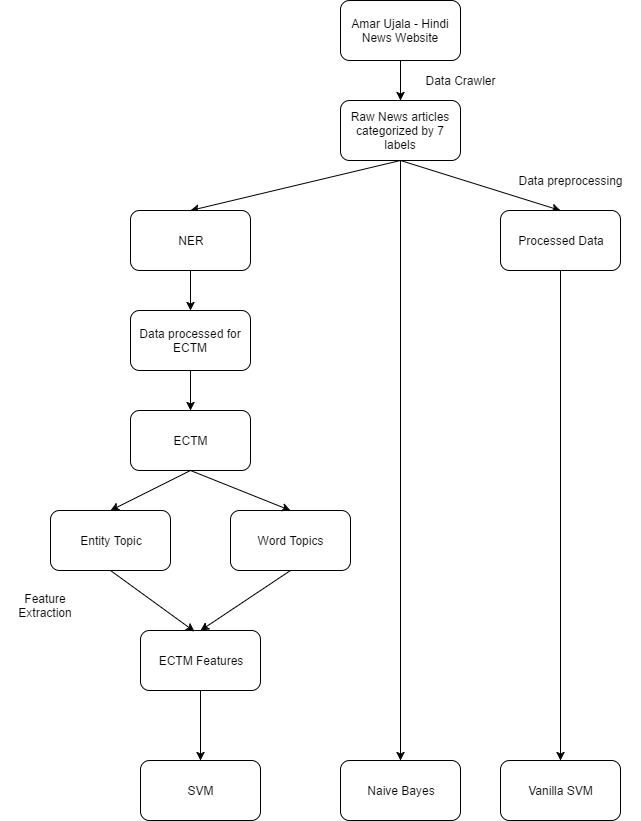 Amar Ujala - Hindi
News Website
Data Crawler
Raw News articles
categorized by 7
labels
Data preprocessing
NER
Processed Data
Data processed for
ECTM
ECTM
Entity Topic
Word Topics
Feature
Extraction
ECTM Features
SVM
Naive Bayes
Vanilla SVM